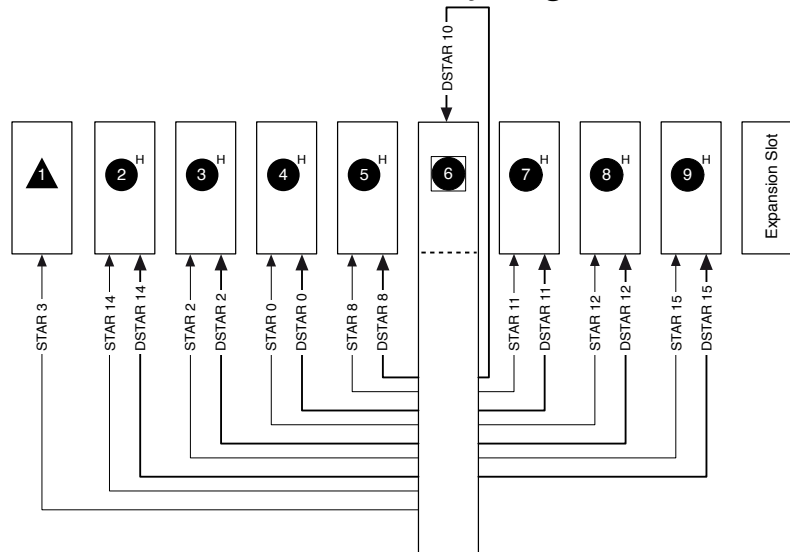 DSTAR 10
1
2
H
3
H
4
H
5
H
6
7
H
8
H
9
H
Expansion Slot
STAR 3
STAR 14
DSTAR 14
STAR 2
DSTAR 2
STAR 0
DSTAR 0
STAR 8
DSTAR 8
STAR 11
DSTAR 11
STAR 12
DSTAR 12
STAR 15
DSTAR 15